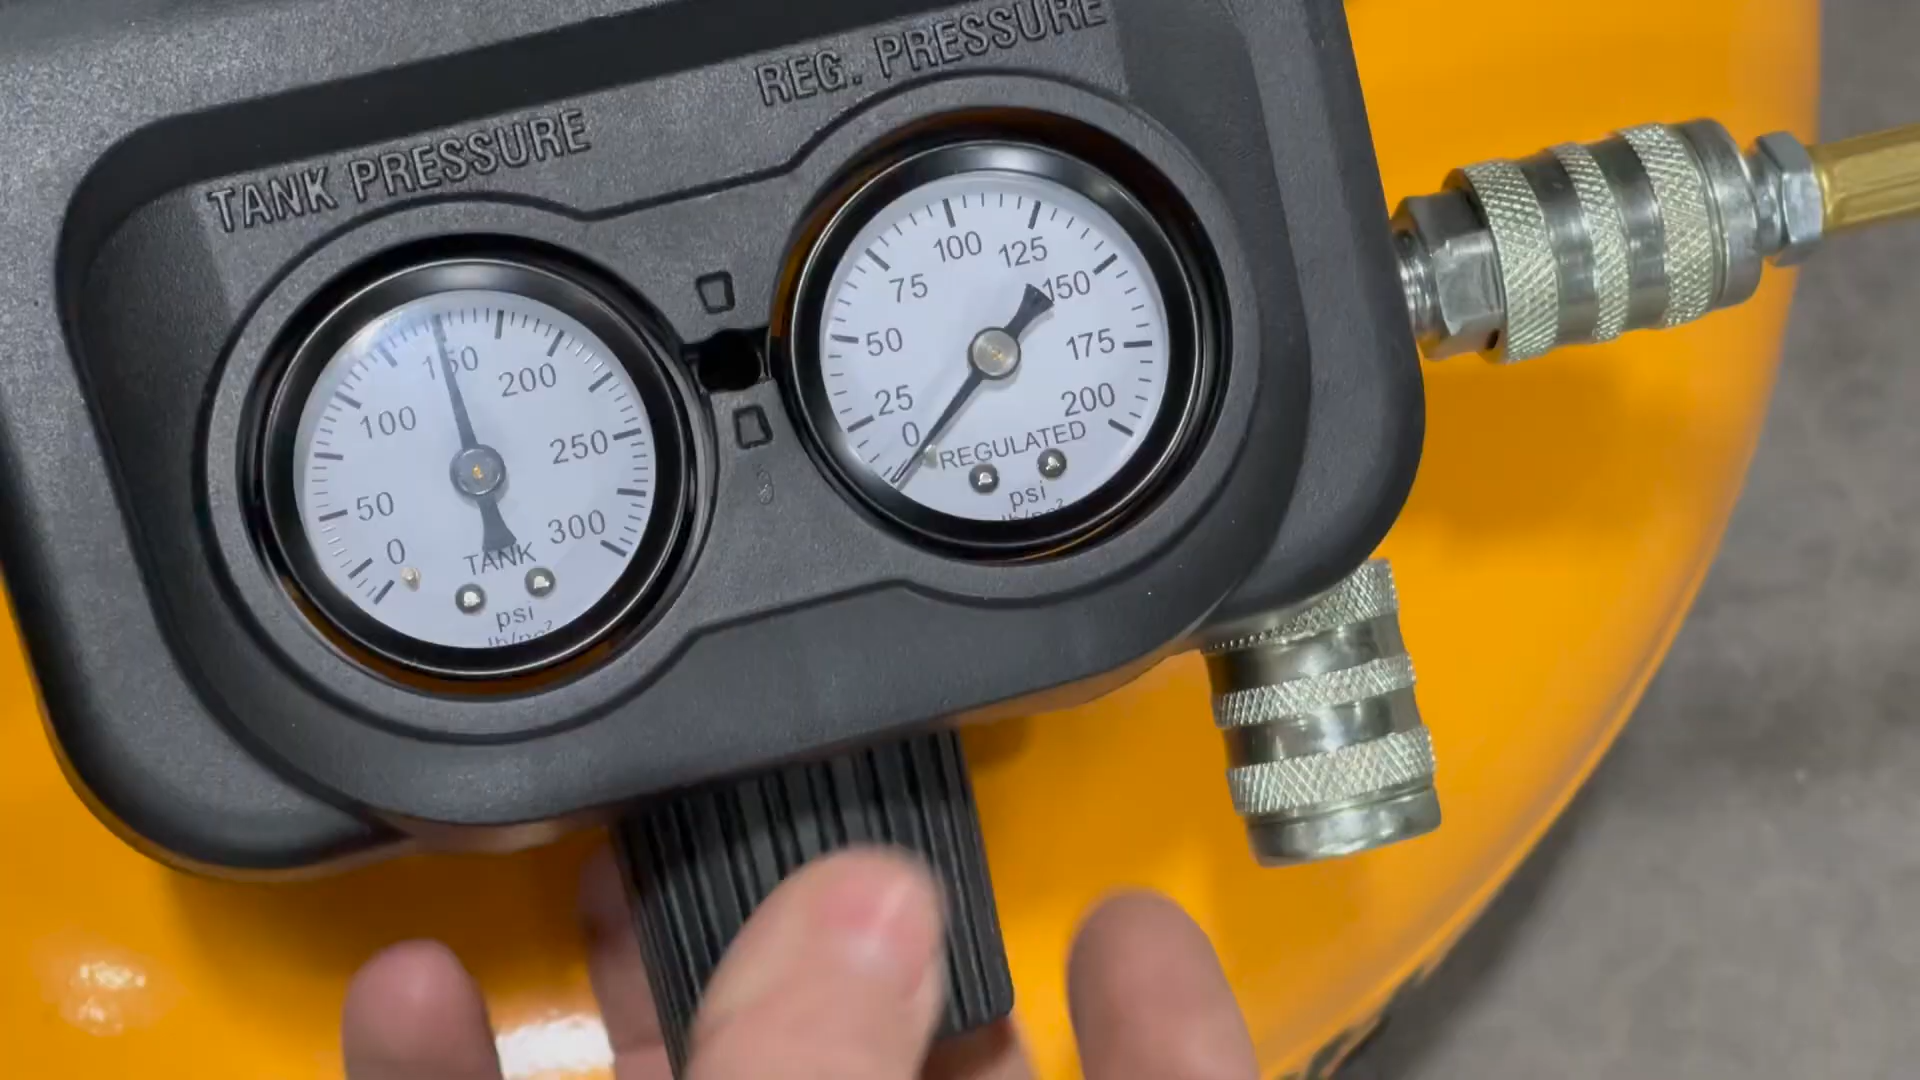 TANK PRESSURE
REG. PRESSURE
0
50
100
150
200
250
300
TANK
psi
0
25
50
75
100
125
150
175
200
REGULATED
psi